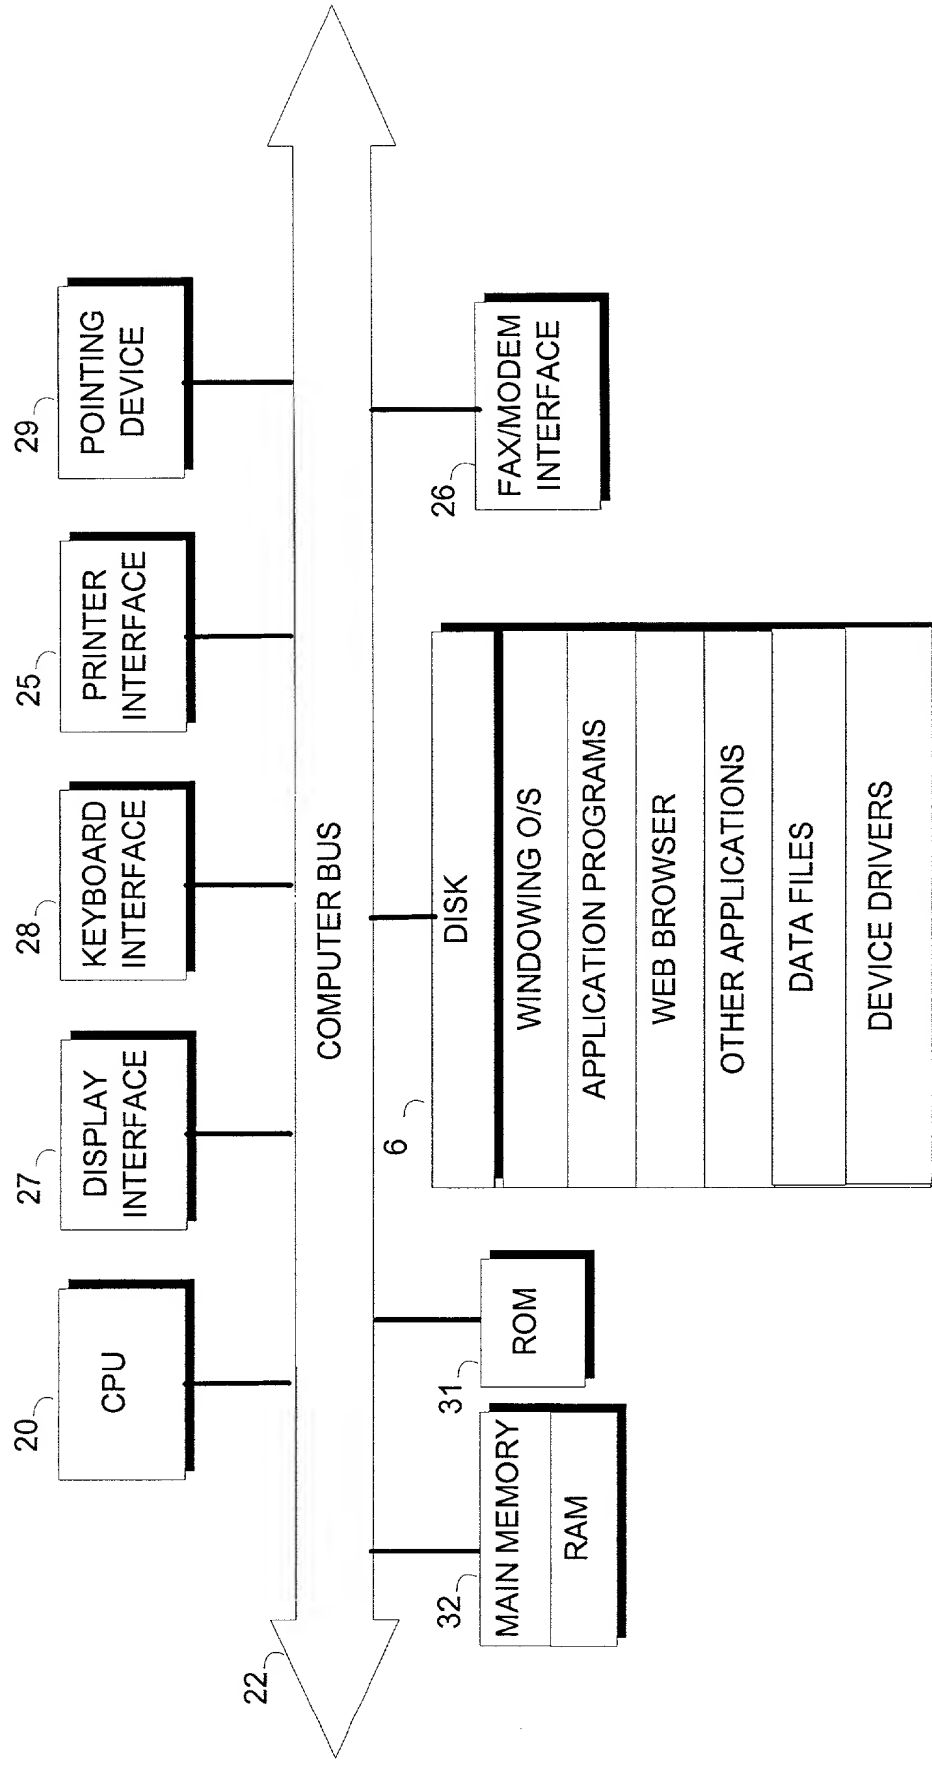 20
CPU
27
DISPLAY
INTERFACE
28
KEYBOARD
INTERFACE
25
PRINTER
INTERFACE
29
POINTING
DEVICE
22
COMPUTER BUS
32
MAIN MEMORY
RAM
31
ROM
6
DISK
WINDOWING O/S
APPLICATION PROGRAMS
WEB BROWSER
OTHER APPLICATIONS
DATA FILES
DEVICE DRIVERS
26
FAX/MODEM
INTERFACE